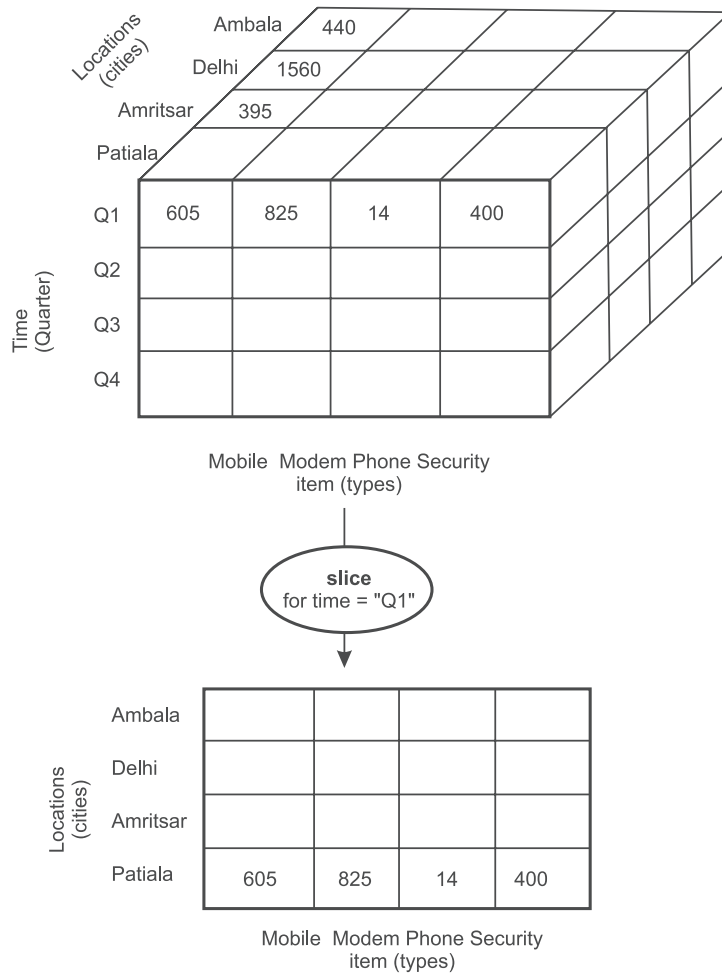 Locations
(cities)
Ambala
440
Delhi
1560
Amritsar
395
Patiala
Time
(Quarter)
Q1 605 825 14 400
Q2
Q3
Q4
Mobile Modem Phone Security
item (types)
slice
for time = "Q1"
Locations
(cities)
Ambala
Delhi
Amritsar
Patiala 605 825 14 400
Mobile Modem Phone Security
item (types)